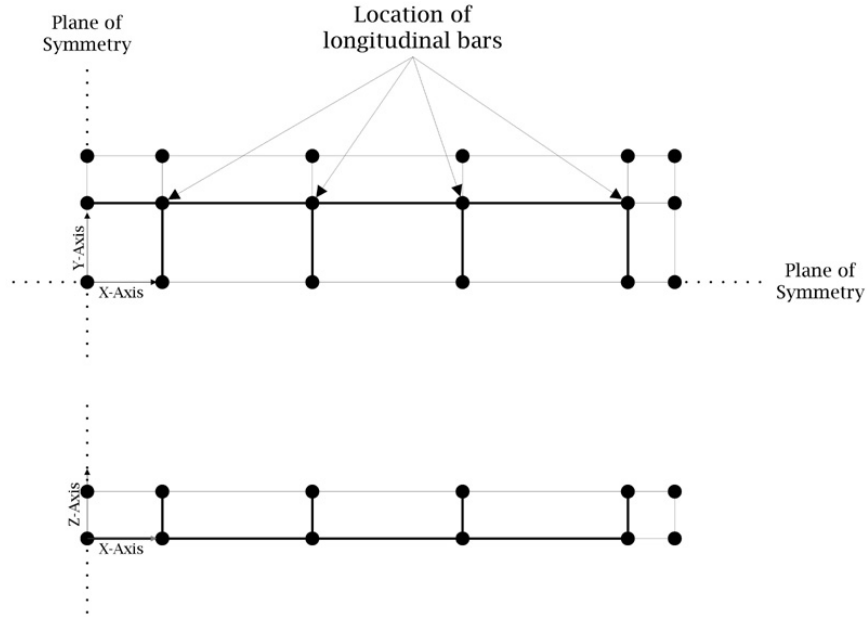 Plane of
Symmetry
Location of
longitudinal bars
Y-Axis
X-Axis
Plane of
Symmetry
Z-Axis
X-Axis